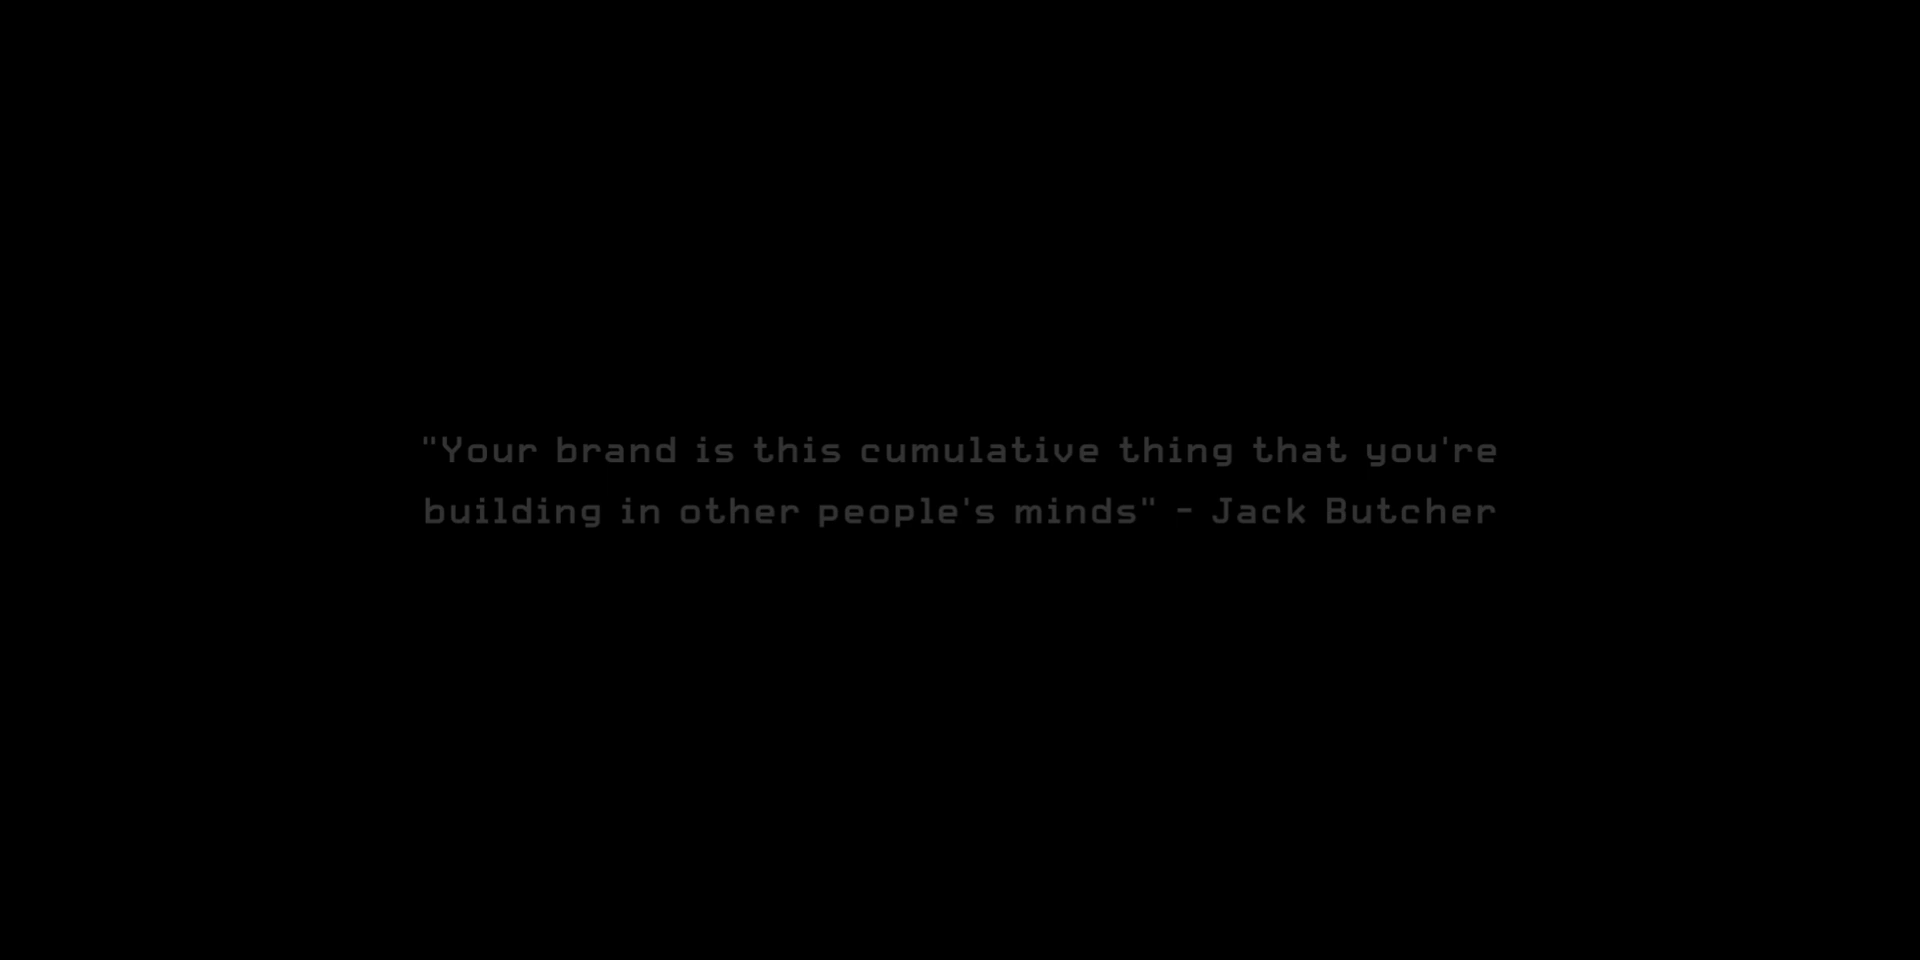 "Your brand is this cumulative thing that you're
building in other people's minds" - Jack Butcher